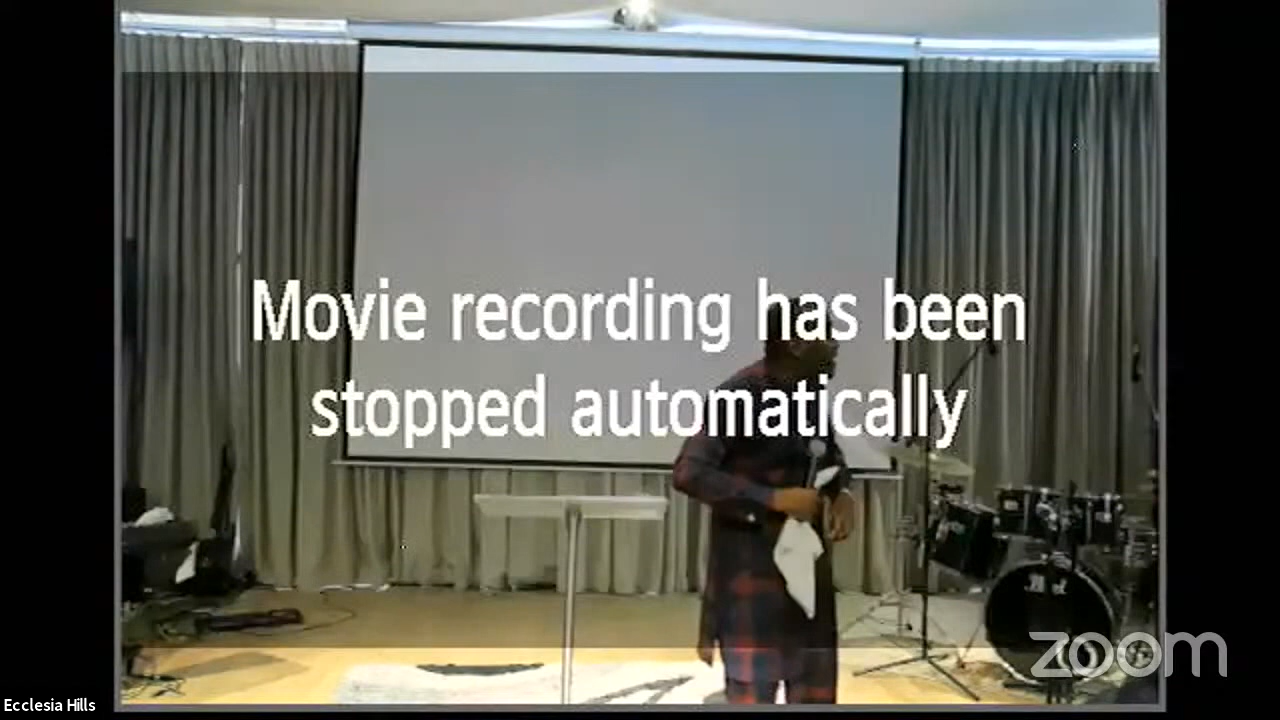 Movie recording has been
stopped automatically
zoom
Ecclesia Hills